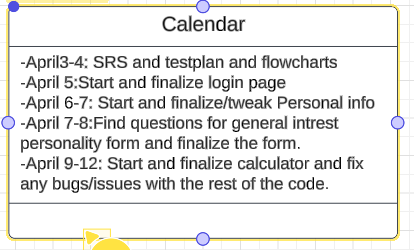 Calendar
-April3-4: SRS and testplan and flowcharts
-April 5:Start and finalize login page
-April 6-7: Start and finalize/tweak Personal info
-April 7-8:Find questions for general intrest
personality form and finalize the form.
-April 9-12: Start and finalize calculator and fix
any bugs/issues with the rest of the code.